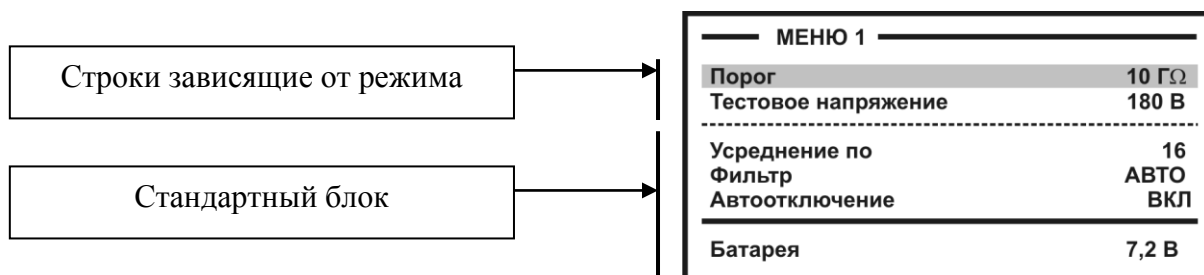 Строки зависящие от режима
Стандартный блок
МЕНЮ 1
Порог 10 ГΩ
Тестовое напряжение 180 В
Усреднение по 16
Фильтр АВТО
Автоотключение ВКЛ
Батарея 7,2 В